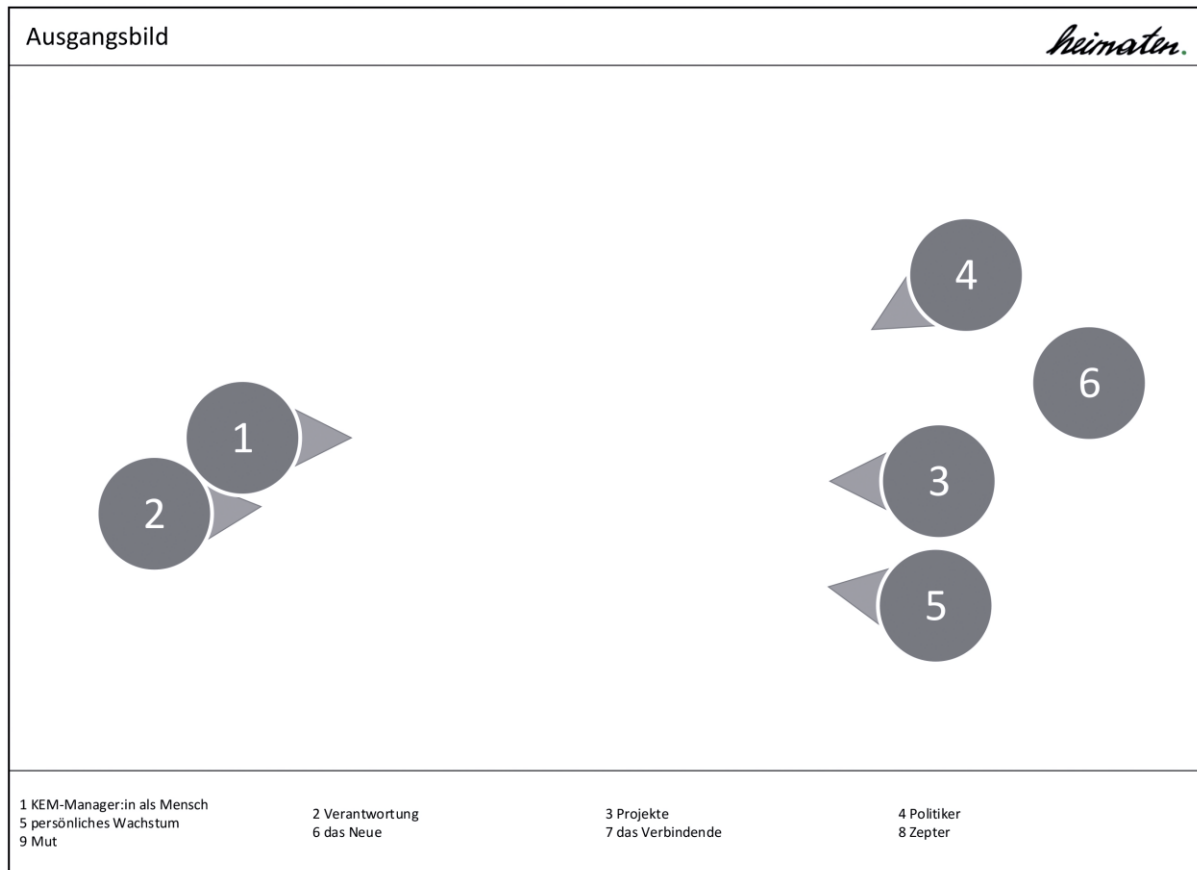 Ausgangsbild
heimaten.
4
6
1
3
2
5
1 KEM-Manager:in als Mensch
5 persönliches Wachstum
9 Mut
2 Verantwortung
6 das Neue
3 Projekte
7 das Verbindende
4 Politiker
8 Zepter